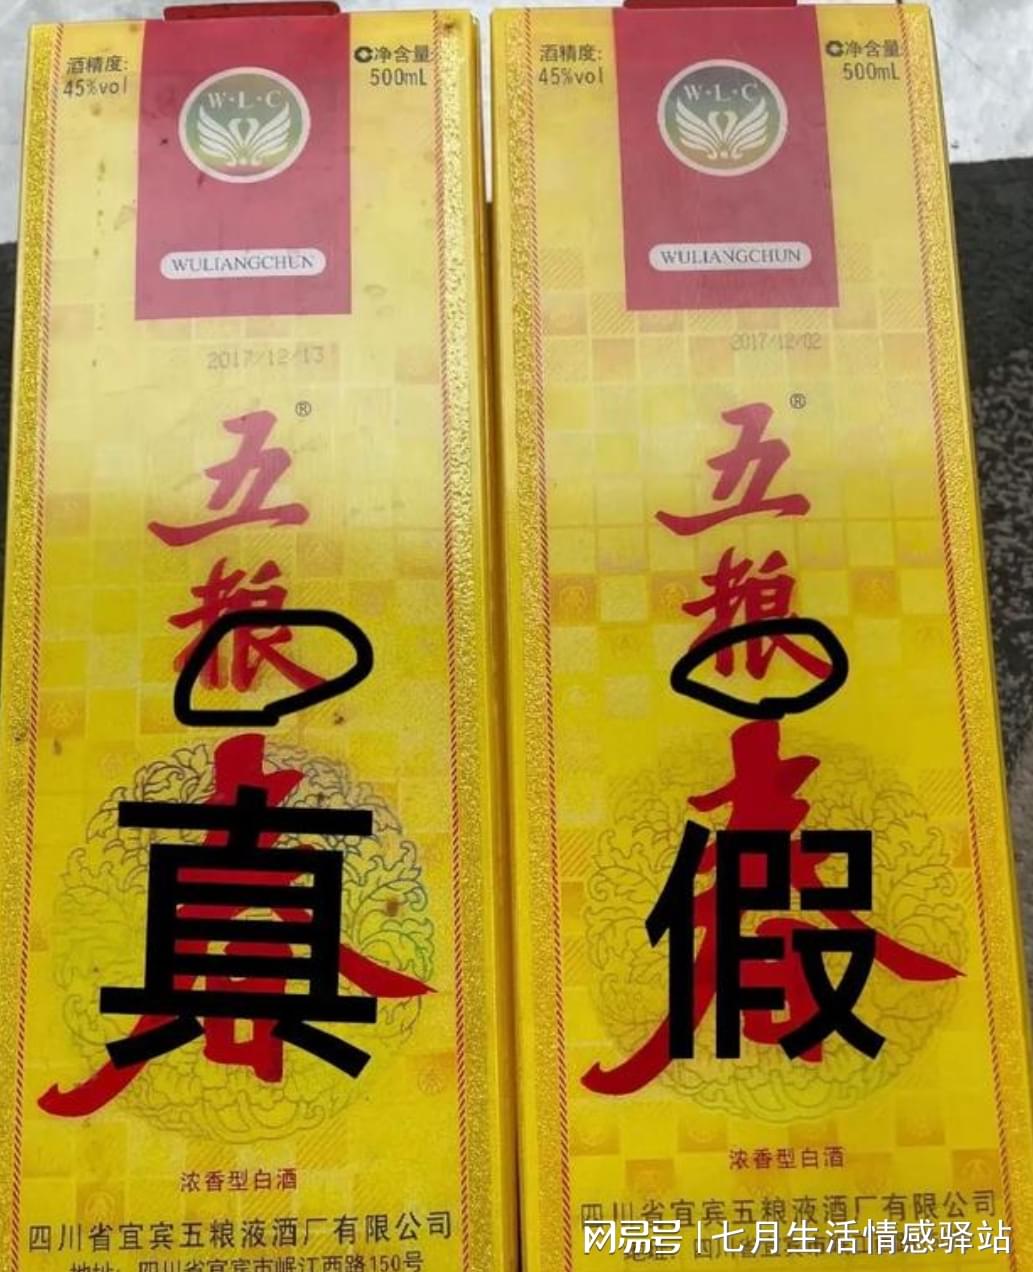 酒精度:
45%vol
净含量
500mL
W·L·C
WULIANGCHUN
2017/12/13
五
®
粮
春
真
浓香型白酒
四川省宜宾五粮液酒厂有限公司
地址: 四川省宜宾市岷江西路150号
酒精度:
45%vol
净含量
500mL
W·L·C
WULIANGCHUN
2017/12/02
五
®
粮
春
假
浓香型白酒
四川省宜宾五粮液酒厂有限公司
网易号 | 七月生活情感驿站